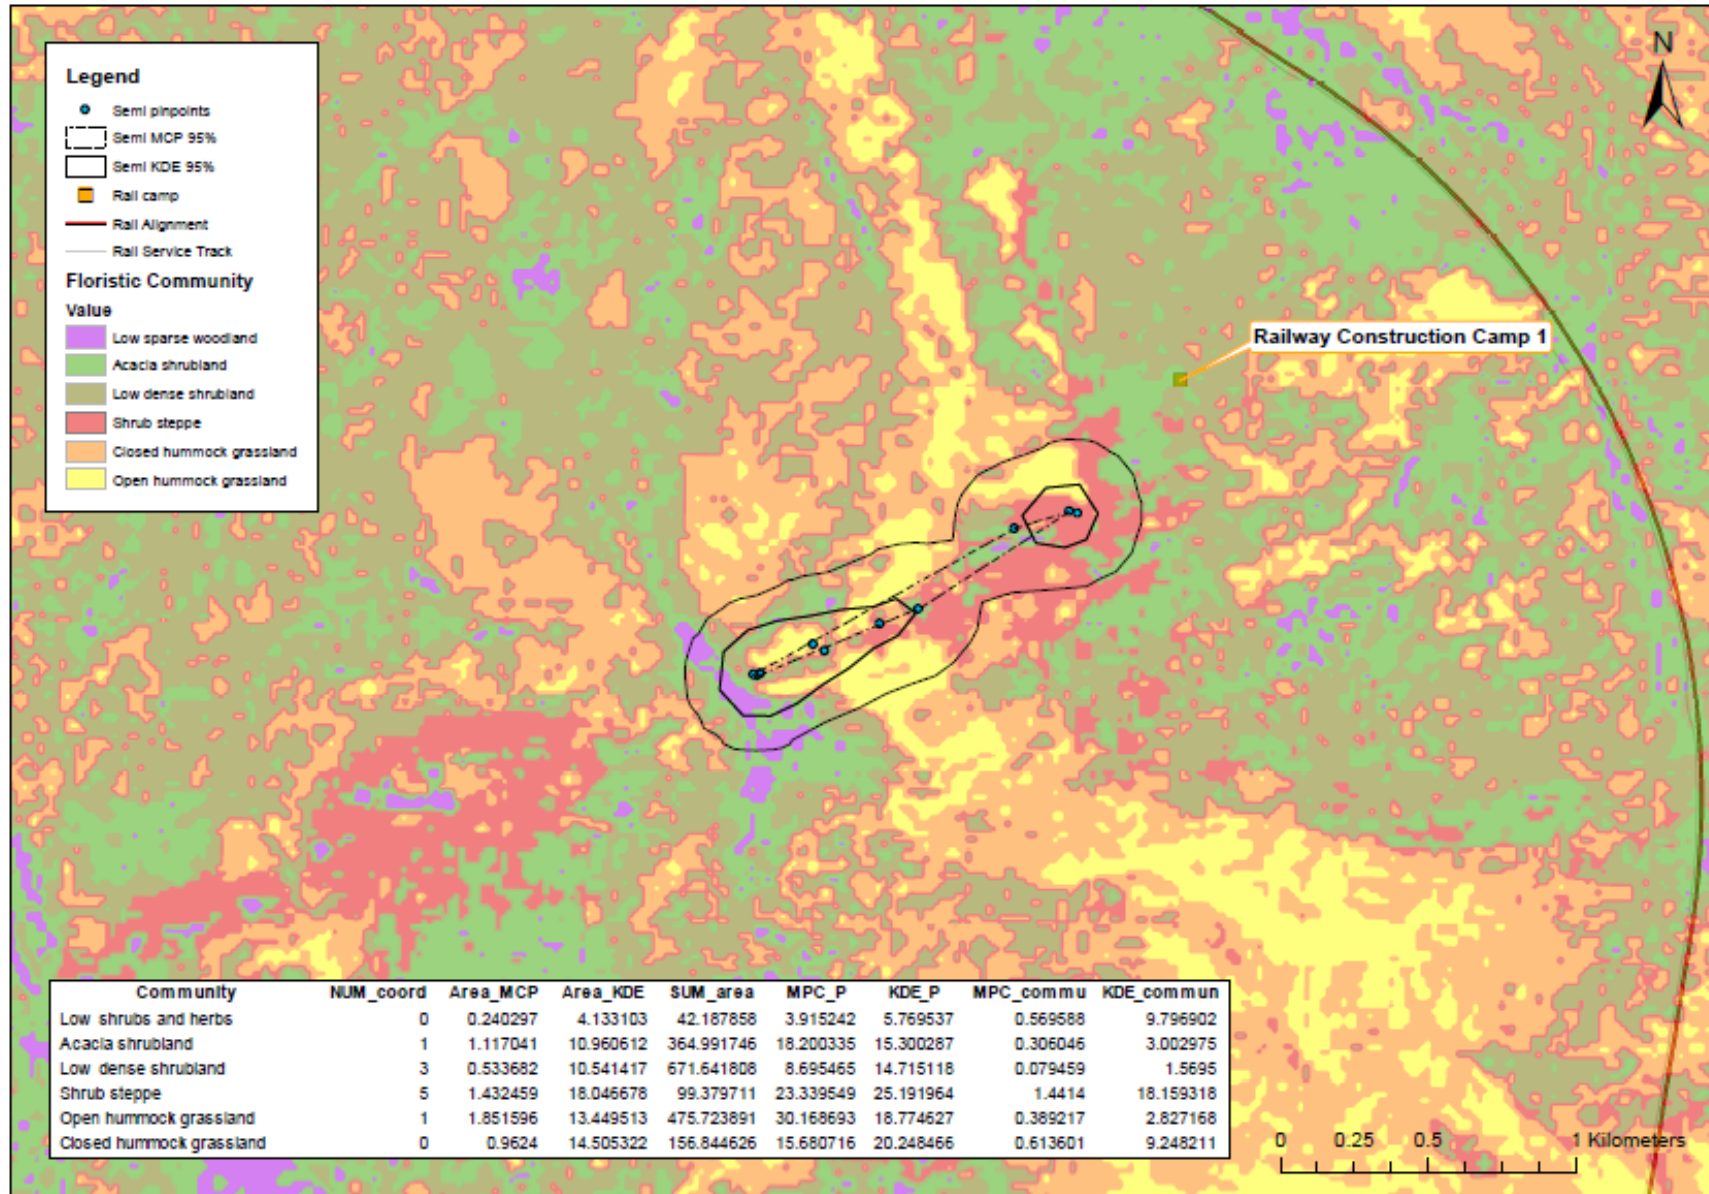 N
Legend
Semi pinpoints
Semi MCP 95%
Semi KDE 95%
Rail camp
Rail Alignment
Rail Service Track
Floristic Community
Value
Low sparse woodland
Acacia shrubland
Low dense shrubland
Shrub steppe
Closed hummock grassland
Open hummock grassland
Railway Construction Camp 1
Community NUM_coord Area_MCP Area_KDE SUM_area MPC_P KDE_P MPC_commu KDE_commun
Low shrubs and herbs 0 0.240297 4.133103 42.187858 3.915242 5.769537 0.569588 9.796902
Acacia shrubland 1 1.117041 10.960612 364.991746 18.200335 15.300287 0.306046 3.002975
Low dense shrubland 3 0.533682 10.541417 671.641808 8.695465 14.715118 0.079459 1.5695
Shrub steppe 5 1.432459 18.046678 99.379711 23.339549 25.191964 1.4414 18.159318
Open hummock grassland 1 1.851596 13.449513 475.723891 30.168693 18.774627 0.389217 2.827168
Closed hummock grassland 0 0.9624 14.505322 156.844626 15.680716 20.248466 0.613601 9.248211
0 0.25 0.5 1 Kilometers